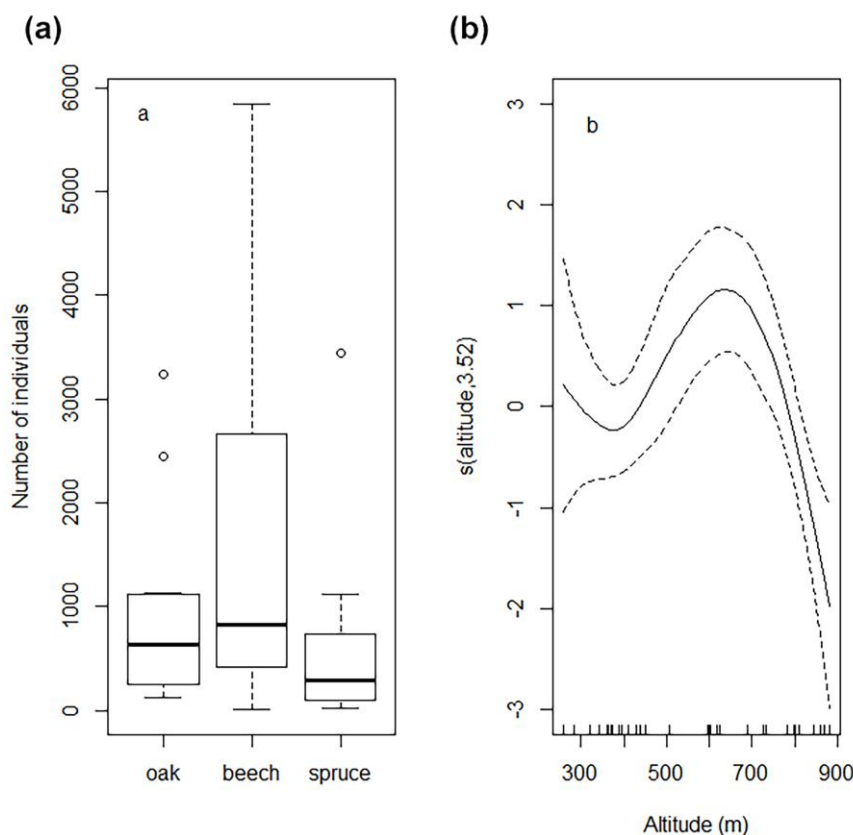 (a)
(b)
a
Number of individuals
6000
5000
4000
3000
2000
1000
0
oak beech spruce
b
s(altitude,3.52)
3
2
1
0
-1
-2
-3
300 500 700 900
Altitude (m)